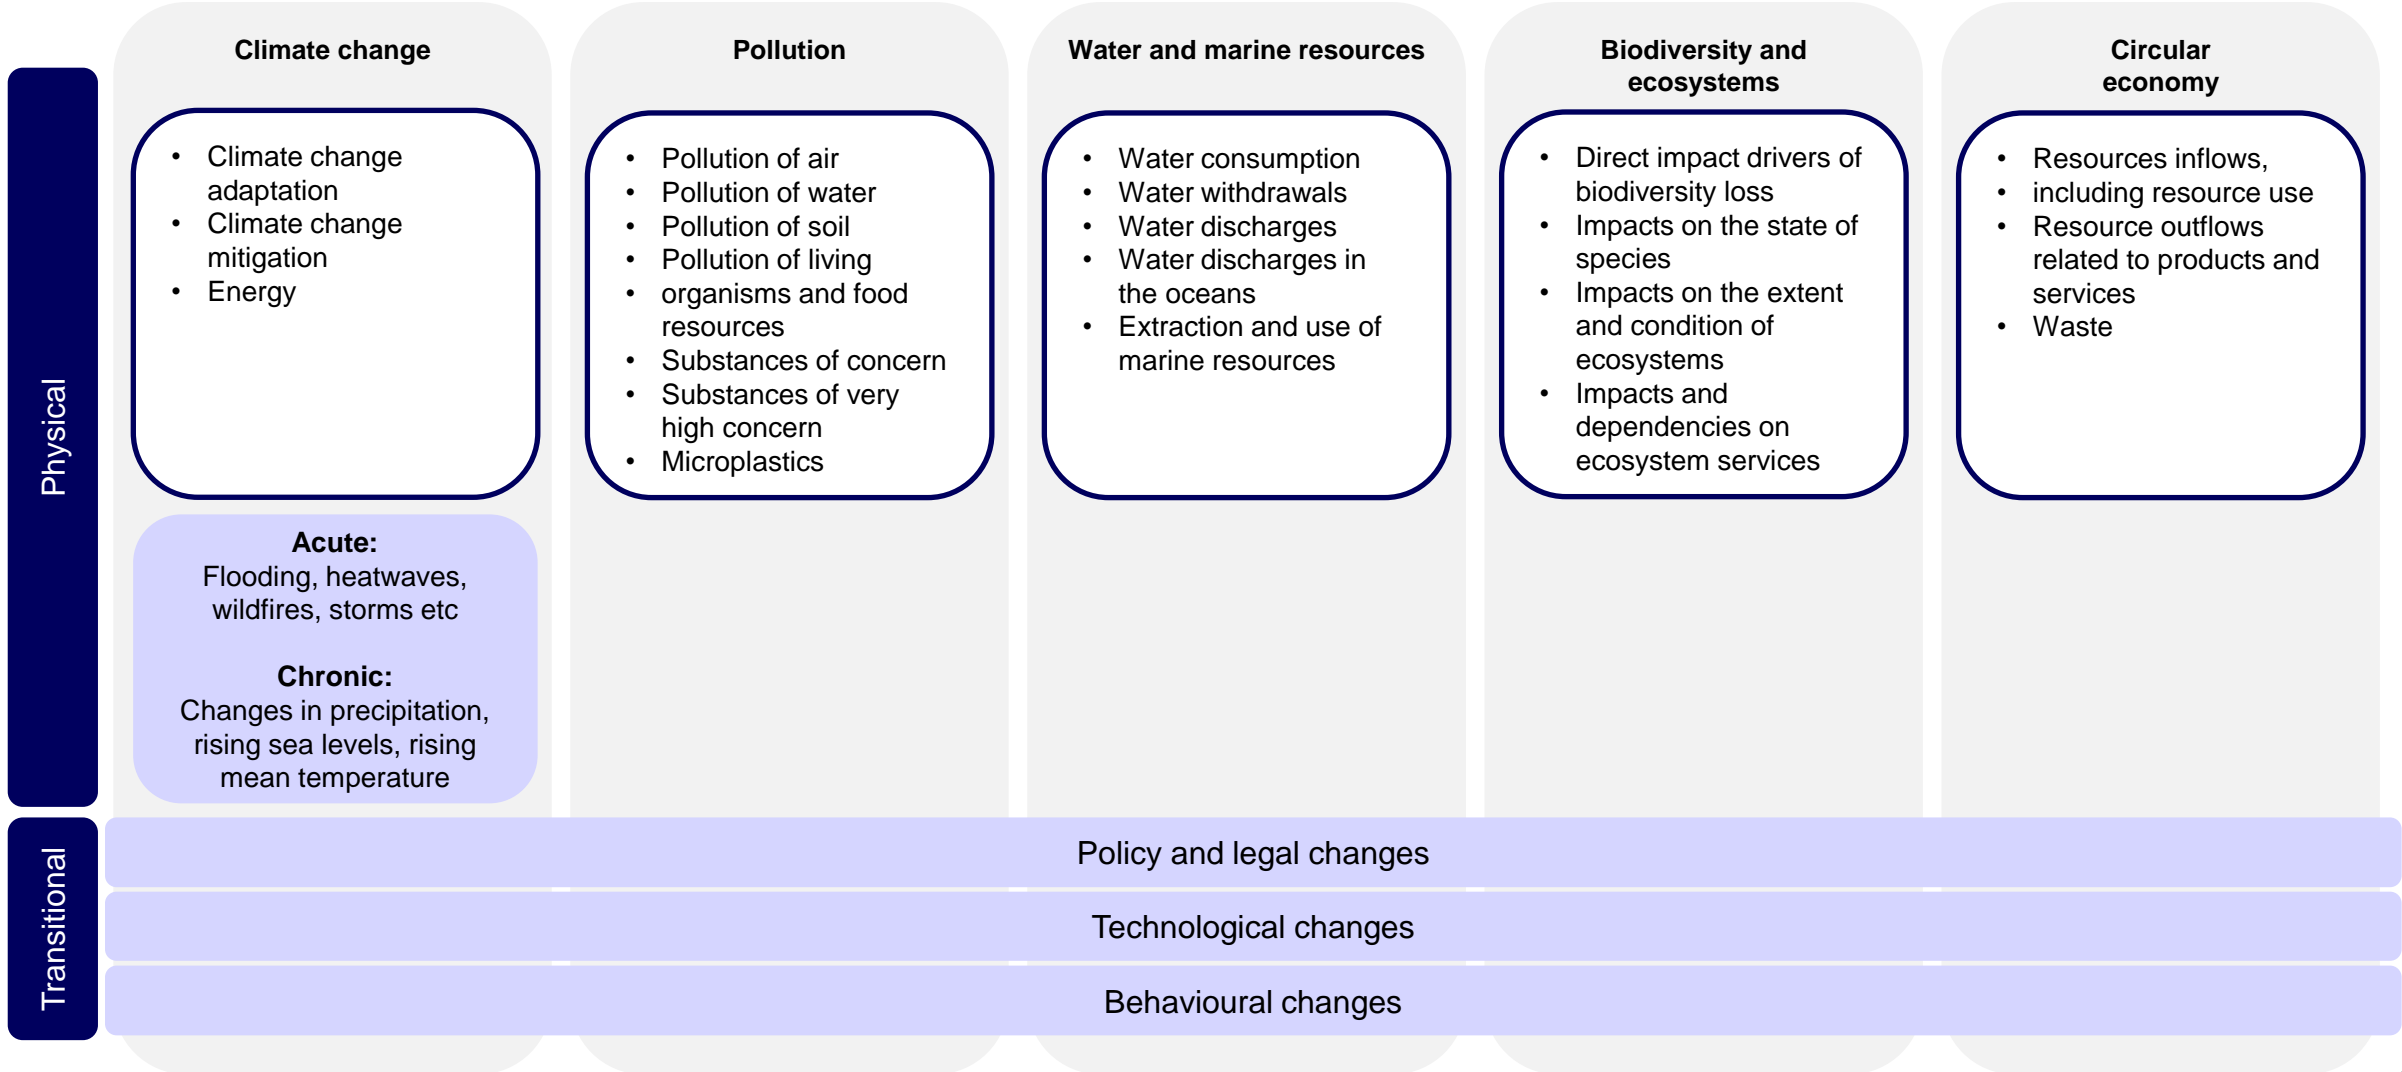 Climate change
Pollution
Water and marine resources
Biodiversity and
ecosystems
Circular
economy
Physical
• Climate change
adaptation
• Climate change
mitigation
• Energy
• Pollution of air
• Pollution of water
• Pollution of soil
• Pollution of living
• organisms and food
resources
• Substances of concern
• Substances of very
high concern
• Microplastics
• Water consumption
• Water withdrawals
• Water discharges
• Water discharges in
the oceans
• Extraction and use of
marine resources
• Direct impact drivers of
biodiversity loss
• Impacts on the state of
species
• Impacts on the extent
and condition of
ecosystems
• Impacts and
dependencies on
ecosystem services
• Resources inflows,
• including resource use
• Resource outflows
related to products and
services
• Waste
Acute:
Flooding, heatwaves,
wildfires, storms etc
Chronic:
Changes in precipitation,
rising sea levels, rising
mean temperature
Transitional
Policy and legal changes
Technological changes
Behavioural changes